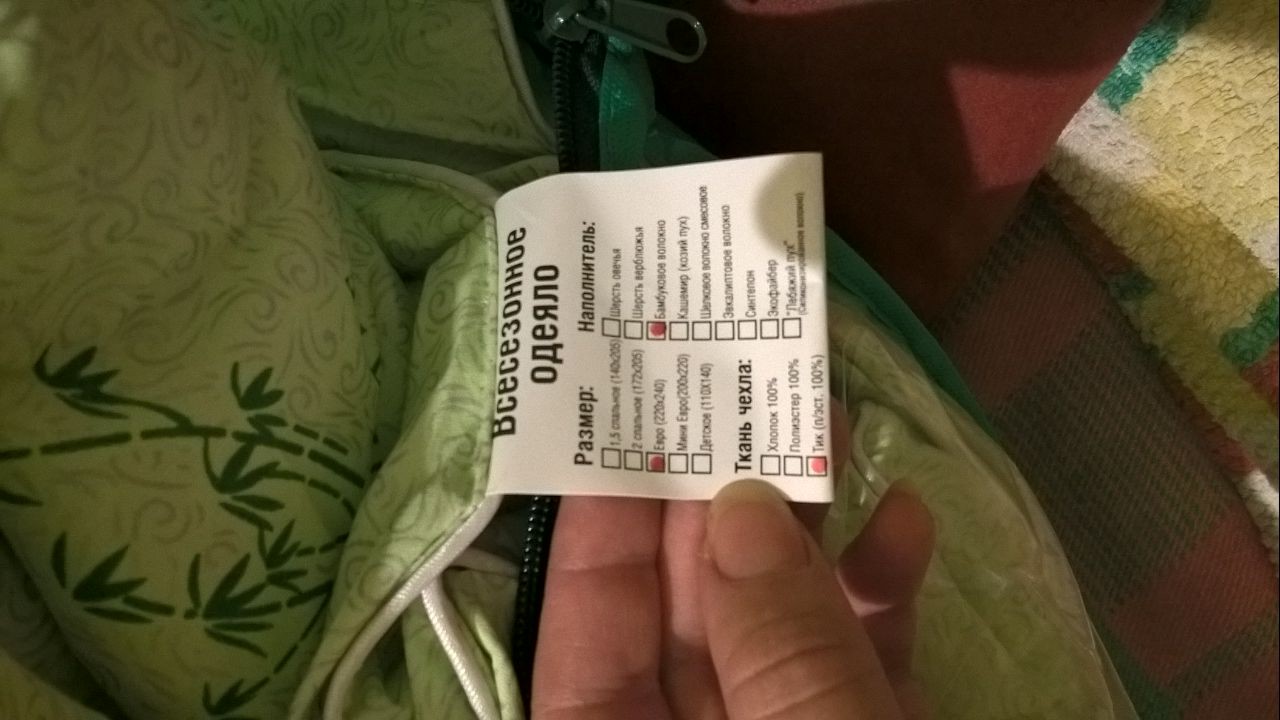 Всесезонное
одеяло
Размер:
1,5 спальное (140х205)
2 спальное (172х205)
Евро (220х240)
Мини Евро(200х220)
Детское (110Х140)
Ткань чехла:
Хлопок 100%
Полиэстер 100%
Тик (п/эст. 100%)
Наполнитель:
Шерсть овечья
Шерсть верблюжья
Бамбуковое волокно
Кашемир (козий пух)
Шелковое волокно смесовое
Эвкалиптовое волокно
Синтепон
Экофайбер
"Лебяжий пух"
(Силиконизированное волокно)